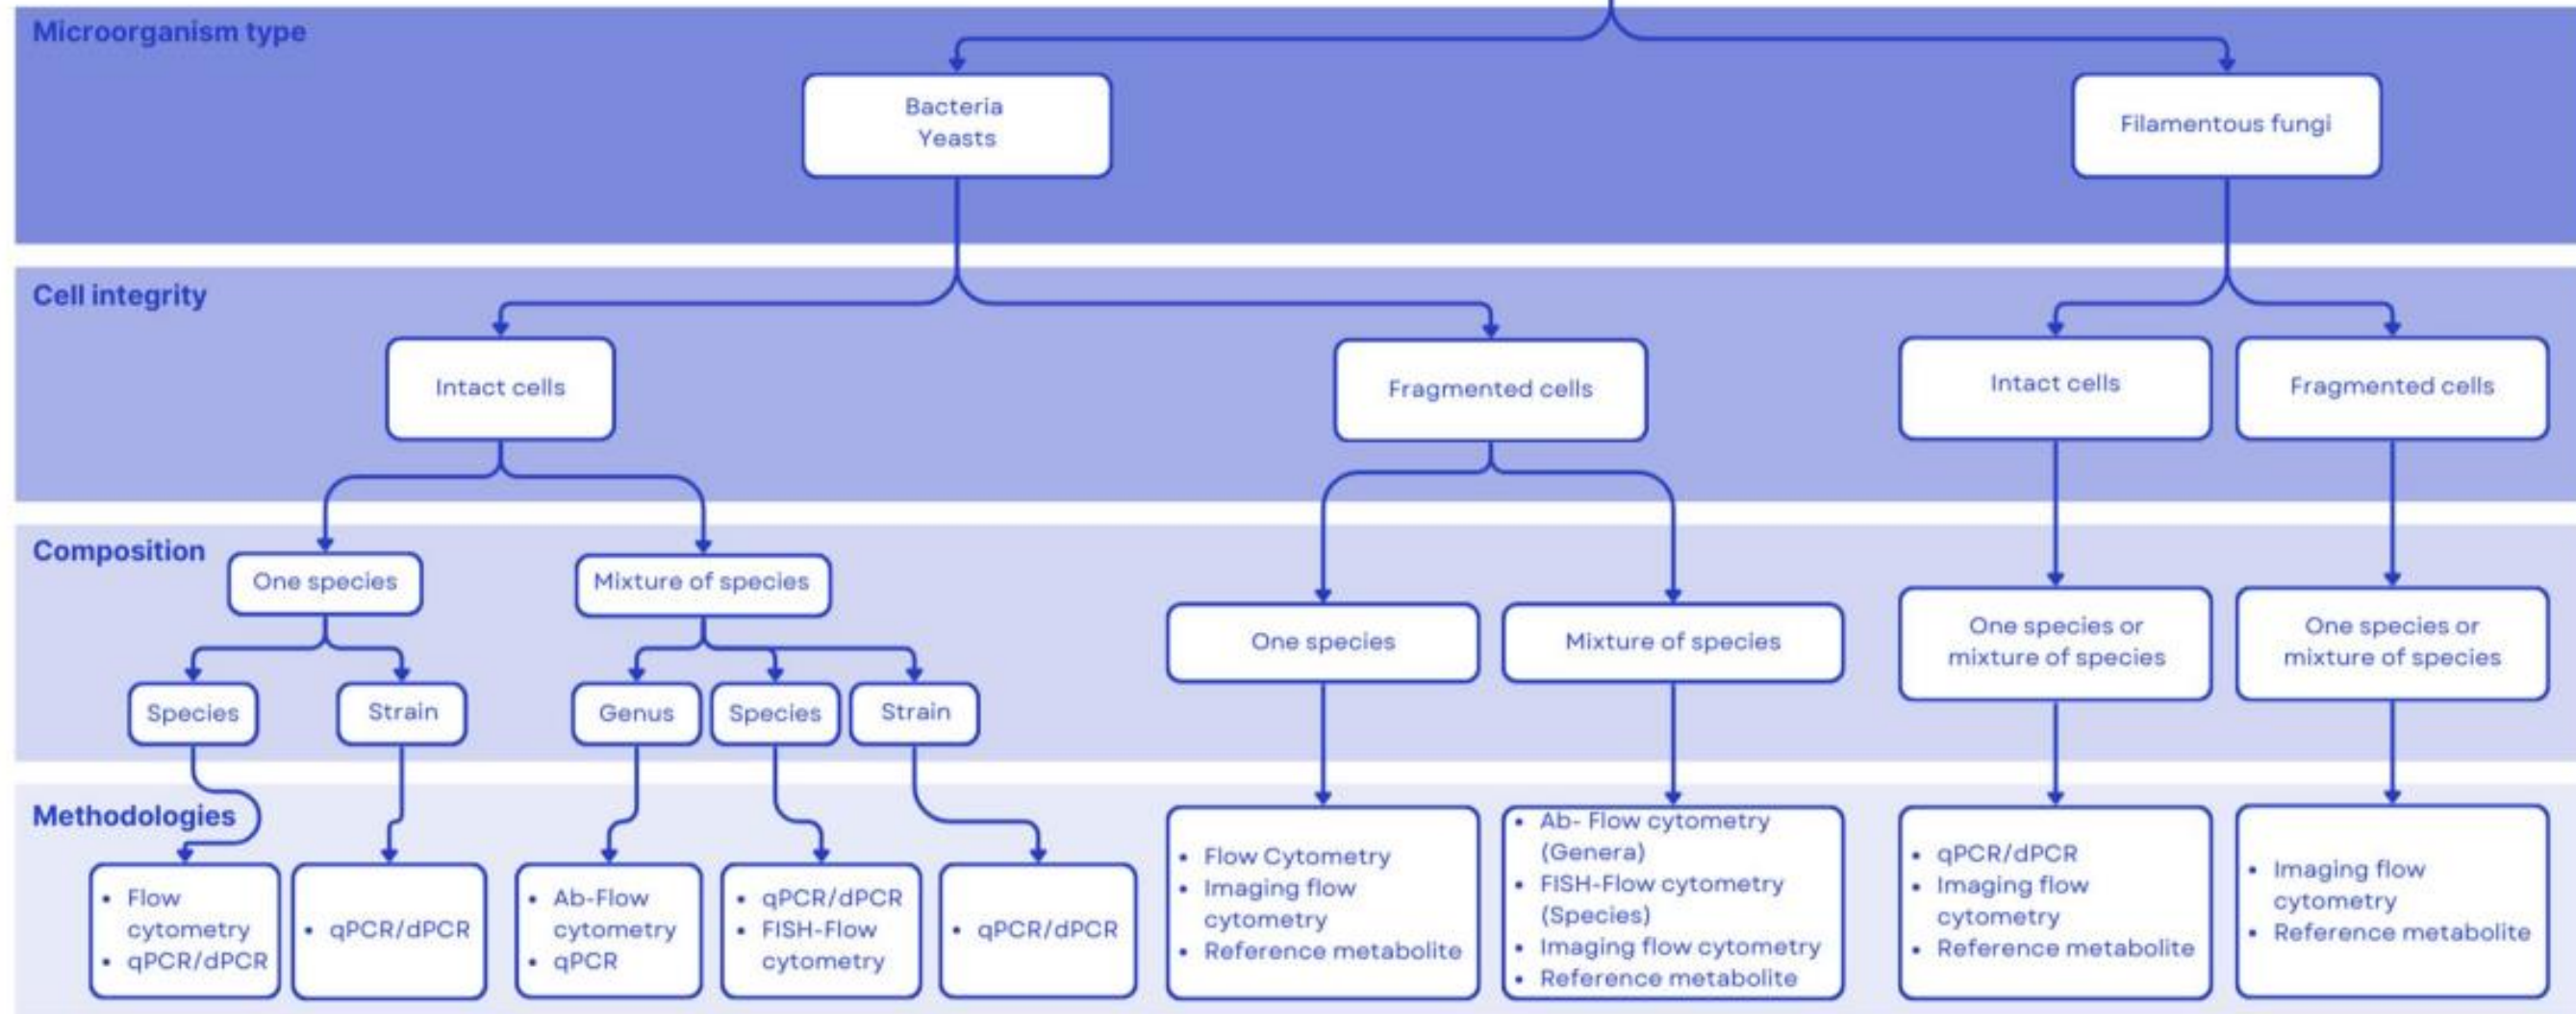 Microorganism type
Bacteria
Yeasts
Filamentous fungi
Cell integrity
Intact cells
Fragmented cells
Intact cells
Fragmented cells
Composition
One species
Mixture of species
One species
Mixture of species
One species or
mixture of species
One species or
mixture of species
Species
Strain
Genus
Species
Strain
Methodologies
• Flow
cytometry
• qPCR/dPCR
• qPCR/dPCR
• Ab-Flow
cytometry
• qPCR
• qPCR/dPCR
• FISH-Flow
cytometry
• qPCR/dPCR
• Flow Cytometry
• Imaging flow
cytometry
• Reference metabolite
• Ab- Flow cytometry
(Genera)
• FISH-Flow cytometry
(Species)
• Imaging flow cytometry
• Reference metabolite
• qPCR/dPCR
• Imaging flow
cytometry
• Reference metabolite
• Imaging flow
cytometry
• Reference metabolite